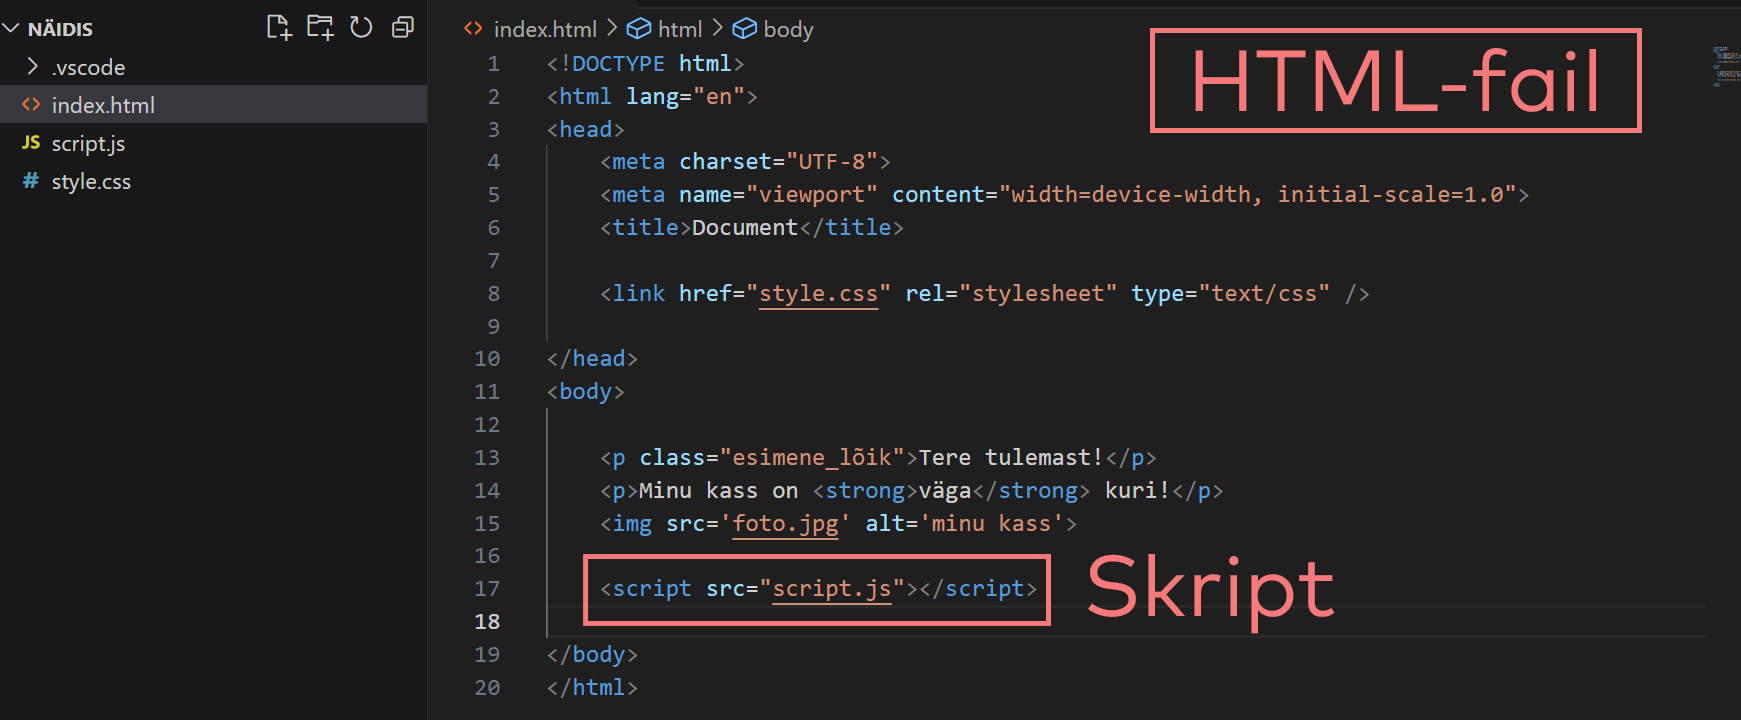 NÄIDIS
.vscode
index.html
JS script.js
# style.css
index.html > html > body
HTML-fail
1 <!DOCTYPE html>
2 <html lang="en">
3 <head>
4 <meta charset="UTF-8">
5 <meta name="viewport" content="width=device-width, initial-scale=1.0">
6 <title>Document</title>
7
8 <link href="style.css" rel="stylesheet" type="text/css" />
9
10 </head>
11 <body>
12
13 <p class="esimene_lõik">Tere tulemast!</p>
14 <p>Minu kass on <strong>väga</strong> kuri!</p>
15 <img src='foto.jpg' alt='minu kass'>
16
17 <script src="script.js"></script>
Skript
18
19 </body>
20 </html>